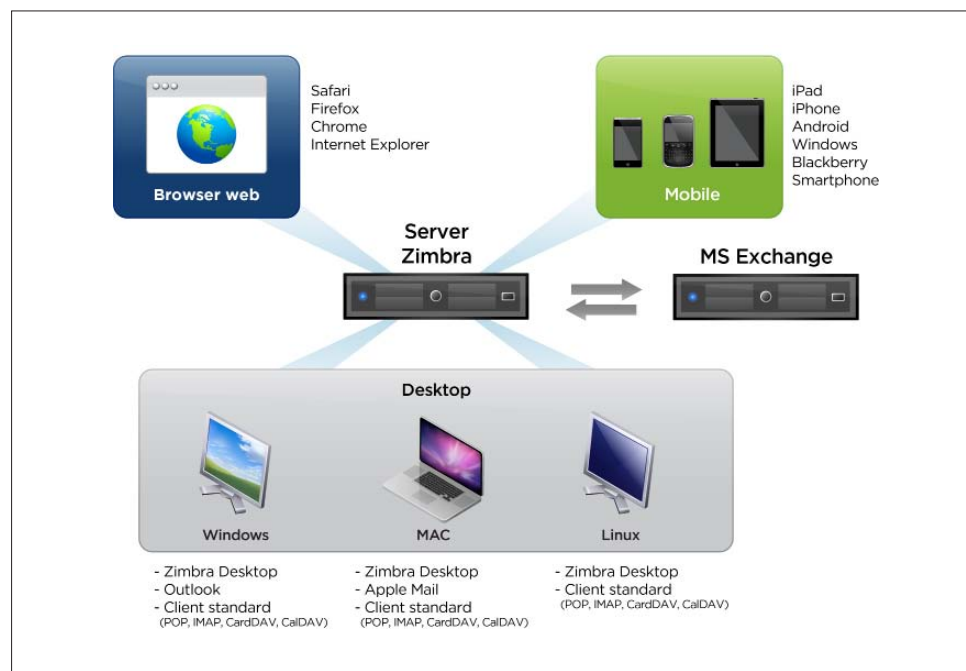 Safari
Firefox
Chrome
Internet Explorer
Browser web
iPad
iPhone
Android
Windows
Blackberry
Smartphone
Mobile
Server
Zimbra
MS Exchange
Desktop
Windows
MAC
Linux
- Zimbra Desktop
- Outlook
- Client standard
(POP, IMAP, CardDAV, CalDAV)
- Zimbra Desktop
- Apple Mail
- Client standard
(POP, IMAP, CardDAV, CalDAV)
- Zimbra Desktop
- Client standard
(POP, IMAP, CardDAV, CalDAV)